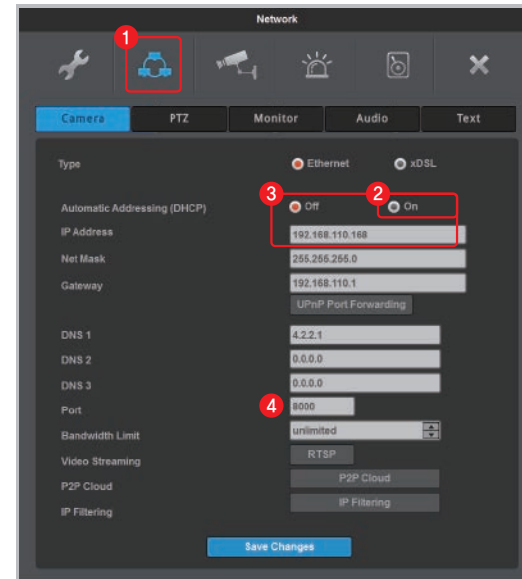 Network
1
Camera PTZ Monitor Audio Text
Type Ethernet xDSL
3 2
Automatic Addressing (DHCP) Off On
IP Address 192.168.110.168
Net Mask 255.255.255.0
Gateway 192.168.110.1
UPnP Port Forwarding
DNS 1 4.2.2.1
DNS 2 0.0.0.0
DNS 3 0.0.0.0
Port 4 8000
Bandwidth Limit unlimited
Video Streaming RTSP
P2P Cloud P2P Cloud
IP Filtering IP Filtering
Save Changes